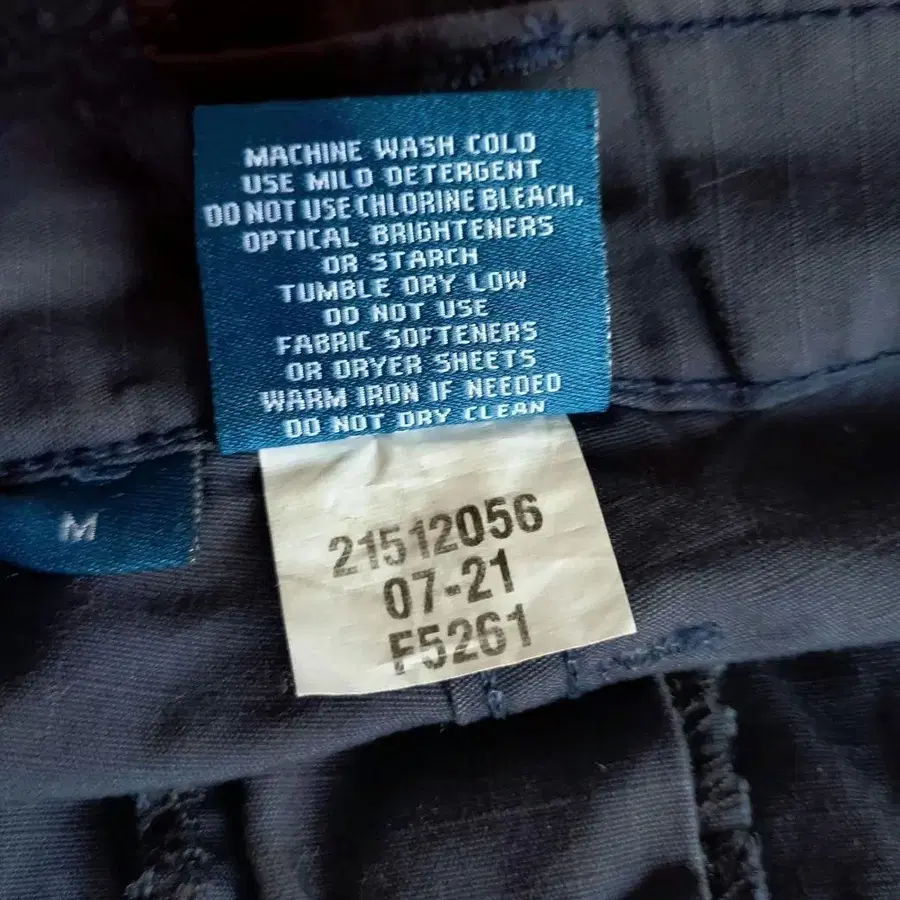 MACHINE WASH COLD
USE MILD DETERGENT
DO NOT USE CHLORINE BLEACH,
OPTICAL BRIGHTENERS
OR STARCH
TUMBLE DRY LOW
DO NOT USE
FABRIC SOFTENERS
OR DRYER SHEETS
WARM IRON IF NEEDED
DO NOT DRY CLEAN
M
21512056
07-21
F5261